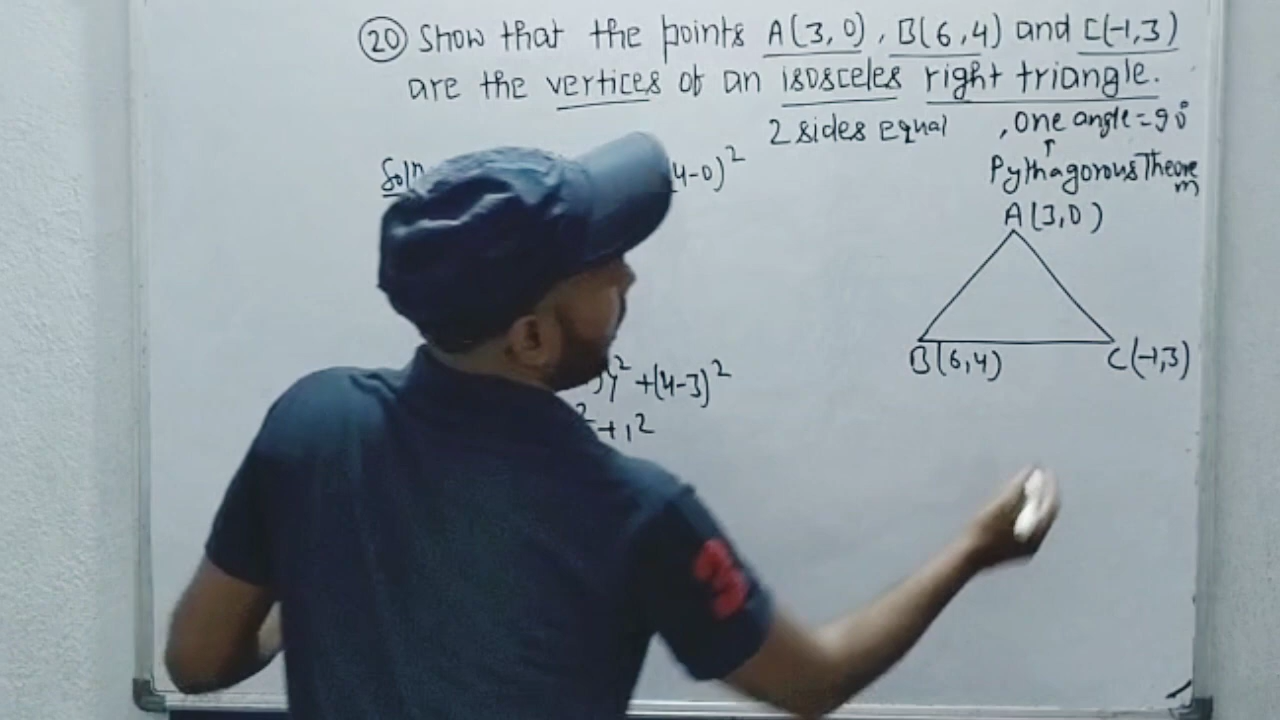 20 Show that the points A(3,0), B(6,4) and C(-1,3)
are the vertices of an isosceles right triangle.
2 sides equal , one angle = 90°
Pythagorous Theorem
Soln (4-0)²
A(3,0)
B(6,4) C(-1,3)
)² + (4-3)²
² + 1²
3